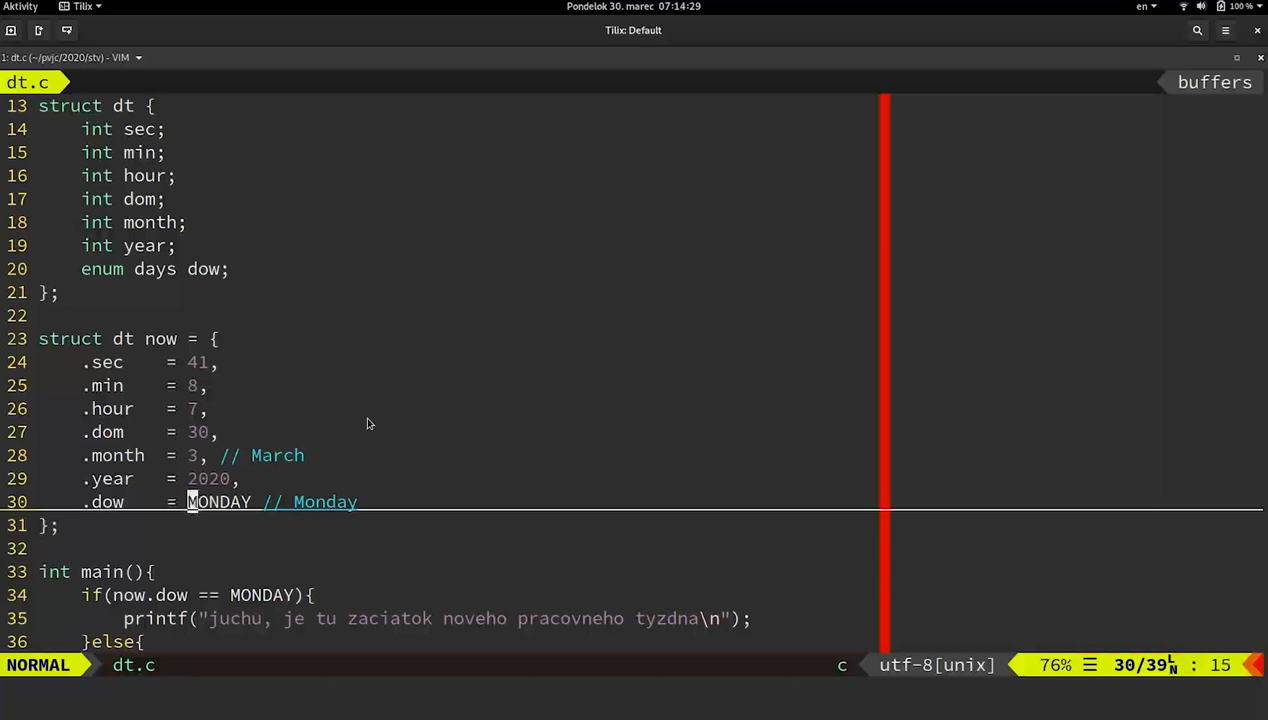 Aktivity Tilix Pondelok 30. marec 07:14:29 en 100 %
Tilix: Default
1: dt.c (~/pvjc/2020/stv) - VIM
dt.c buffers
13 struct dt {
14     int sec;
15     int min;
16     int hour;
17     int dom;
18     int month;
19     int year;
20     enum days dow;
21 };
22
23 struct dt now = {
24     .sec    = 41,
25     .min    = 8,
26     .hour   = 7,
27     .dom    = 30,
28     .month  = 3, // March
29     .year   = 2020,
30     .dow    = MONDAY // Monday
31 };
32
33 int main(){
34     if(now.dow == MONDAY){
35         printf("juchu, je tu zaciatok noveho pracovneho tyzdna\n");
36     }else{
NORMAL dt.c c utf-8[unix] 76% ☰ 30/39 LN : 15